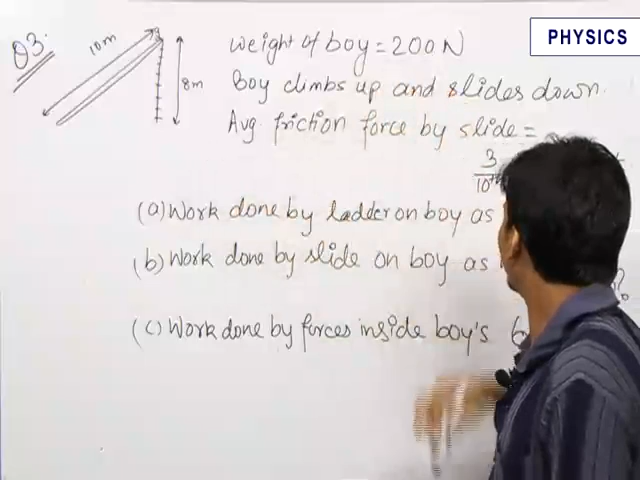 PHYSICS
Q3.
10m
8m
Weight of boy = 200N
Boy climbs up and slides down.
Avg friction force by slide =
3
10th
(a) Work done by ladder on boy as
(b) Work done by slide on boy as
?
(c) Work done by forces inside boy's